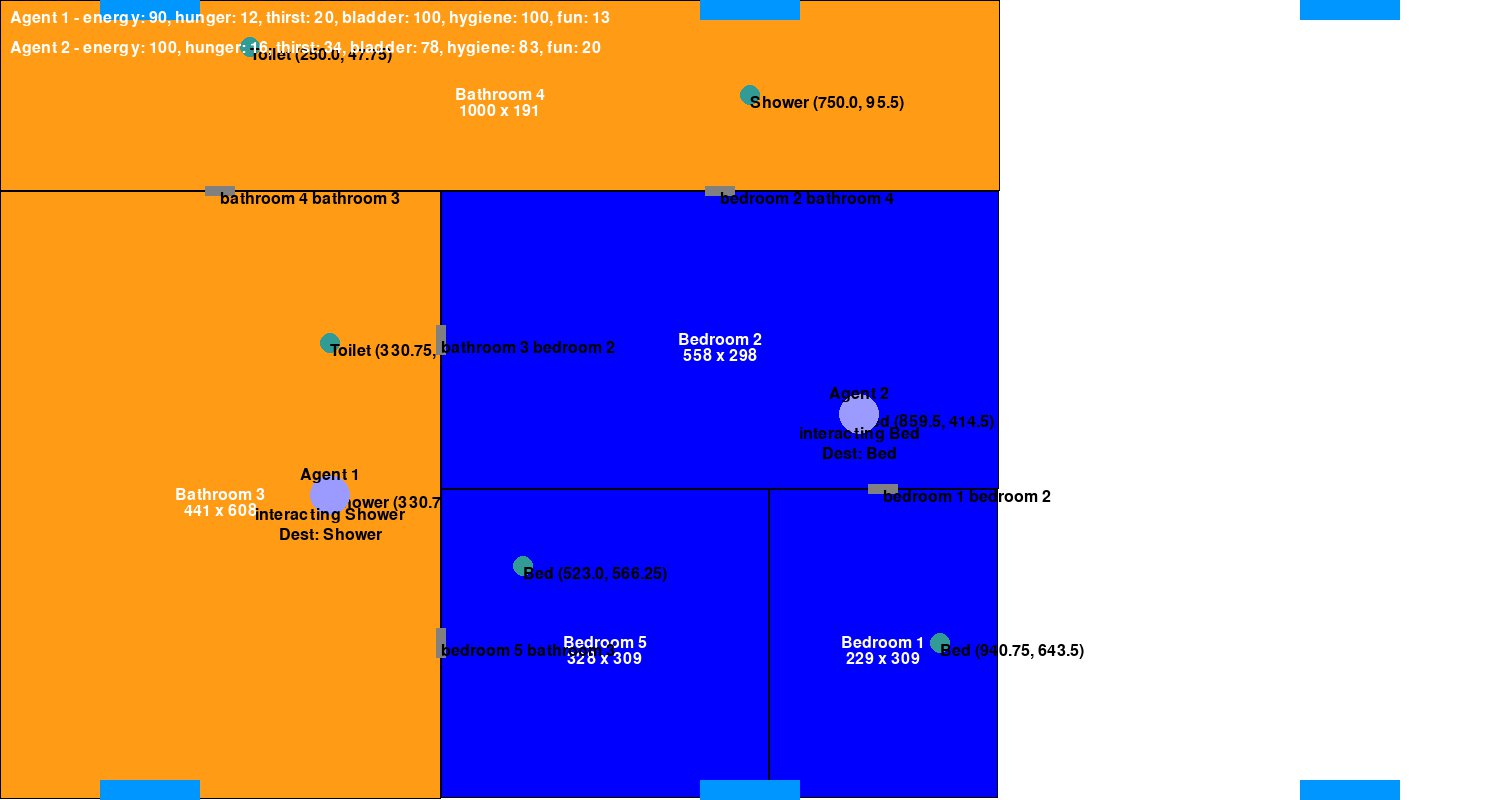 Agent 1 - energy: 90, hunger: 12, thirst: 20, bladder: 100, hygiene: 100, fun: 13
Agent 2 - energy: 100, hunger: 16, thirst: 34, bladder: 78, hygiene: 83, fun: 20
Toilet (250.0, 47.75)
Bathroom 4
1000 x 191
Shower (750.0, 95.5)
bathroom 4 bathroom 3
bedroom 2 bathroom 4
Toilet (330.75,
bathroom 3 bedroom 2
Bedroom 2
558 x 298
Agent 2
d (859.5, 414.5)
interacting Bed
Dest: Bed
Agent 1
Bathroom 3
441 x 608
ower (330.7
interacting Shower
Dest: Shower
bedroom 1 bedroom 2
Bed (523.0, 566.25)
Bedroom 5
328 x 309
bedroom 5 bathroom 3
Bedroom 1
229 x 309
Bed (940.75, 643.5)